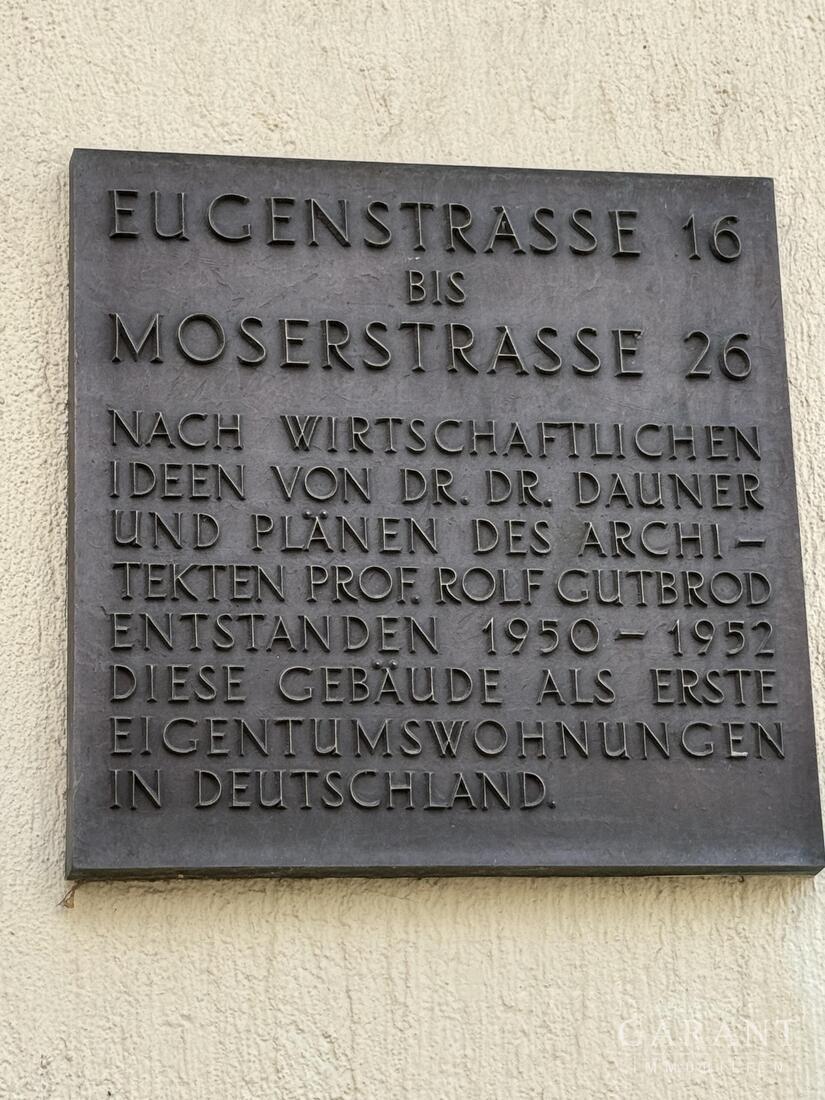 EUGENSTRASSE 16
BIS
MOSERSTRASSE 26
NACH WIRTSCHAFTLICHEN
IDEEN VON DR. DR. DAUNER
UND PLÄNEN DES ARCHI–
TEKTEN PROF. ROLF GUTBROD
ENTSTANDEN 1950 – 1952
DIESE GEBÄUDE ALS ERSTE
EIGENTUMSWOHNUNGEN
IN DEUTSCHLAND.
GARANT
IMMOBILIEN